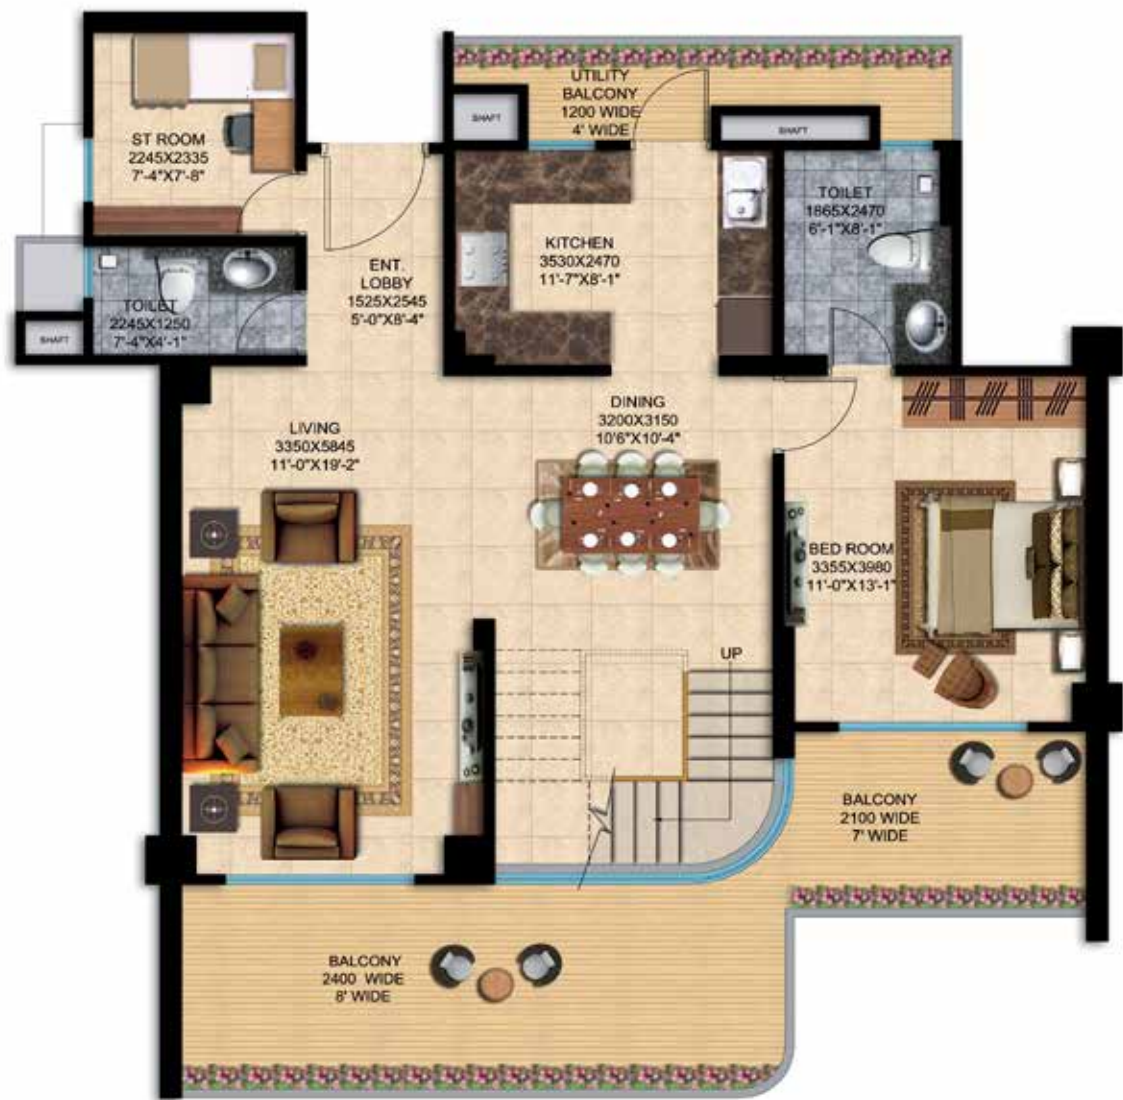 UTILITY
BALCONY
1200 WIDE
4' WIDE
SHAFT
SHAFT
ST ROOM
2245X2335
7'-4"X7'-8"
TOILET
1865X2470
6'-1"X8'-1"
KITCHEN
3530X2470
11'-7"X8'-1"
ENT.
LOBBY
1525X2545
5'-0"X8'-4"
TOILET
2245X1250
7'-4"X4'-1"
SHAFT
LIVING
3350X5845
11'-0"X19'-2"
DINING
3200X3150
10'6"X10'-4"
BED ROOM
3355X3980
11'-0"X13'-1"
UP
BALCONY
2100 WIDE
7' WIDE
BALCONY
2400 WIDE
8' WIDE